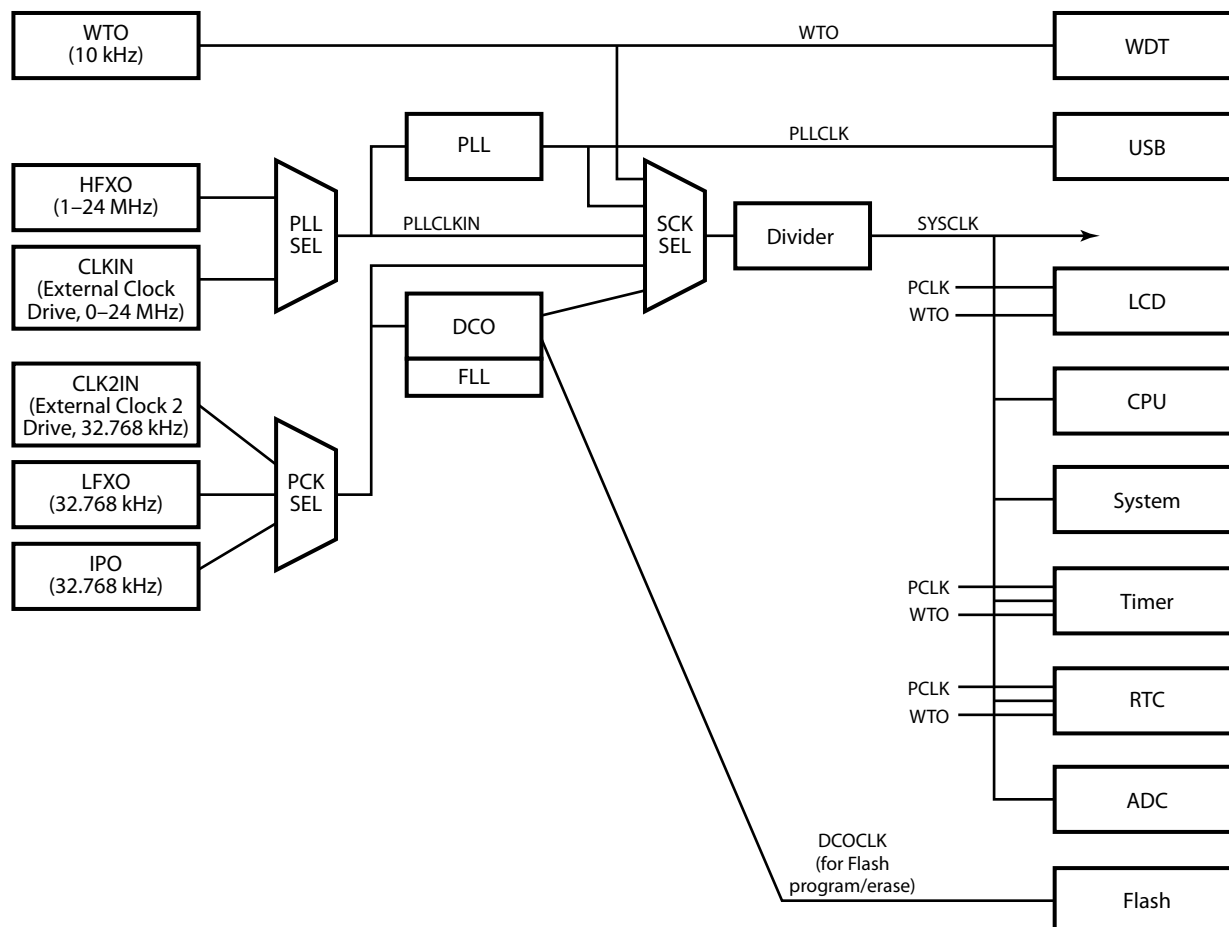 WTO
(10 kHz)
WTO
WDT
PLL
PLLCLK
USB
HFXO
(1–24 MHz)
PLL
SEL
PLLCLKIN
SCK
SEL
Divider
SYSCLK
CLKIN
(External Clock
Drive, 0–24 MHz)
PCLK
WTO
LCD
DCO
FLL
CLK2IN
(External Clock 2
Drive, 32.768 kHz)
CPU
LFXO
(32.768 kHz)
PCK
SEL
System
IPO
(32.768 kHz)
PCLK
WTO
Timer
PCLK
WTO
RTC
ADC
DCOCLK
(for Flash
program/erase)
Flash